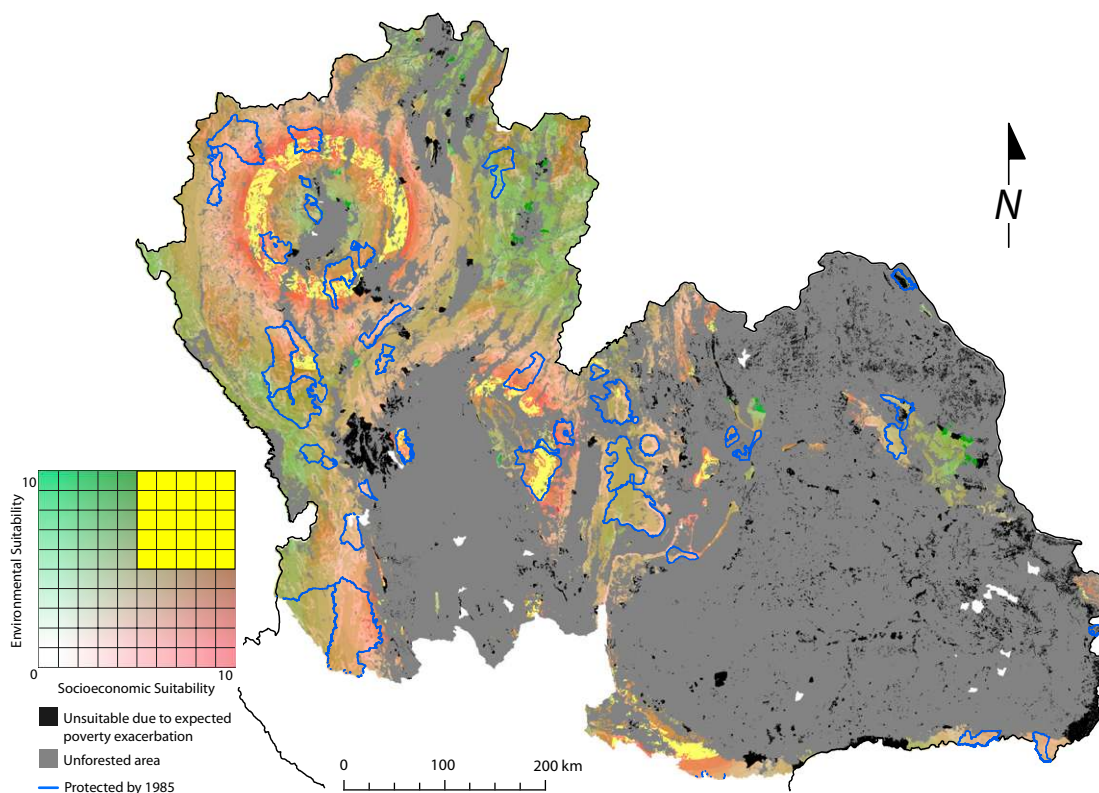 N
10
Environmental Suitability
0
10
Socioeconomic Suitability
Unsuitable due to expected
poverty exacerbation
Unforested area
Protected by 1985
0 100 200 km